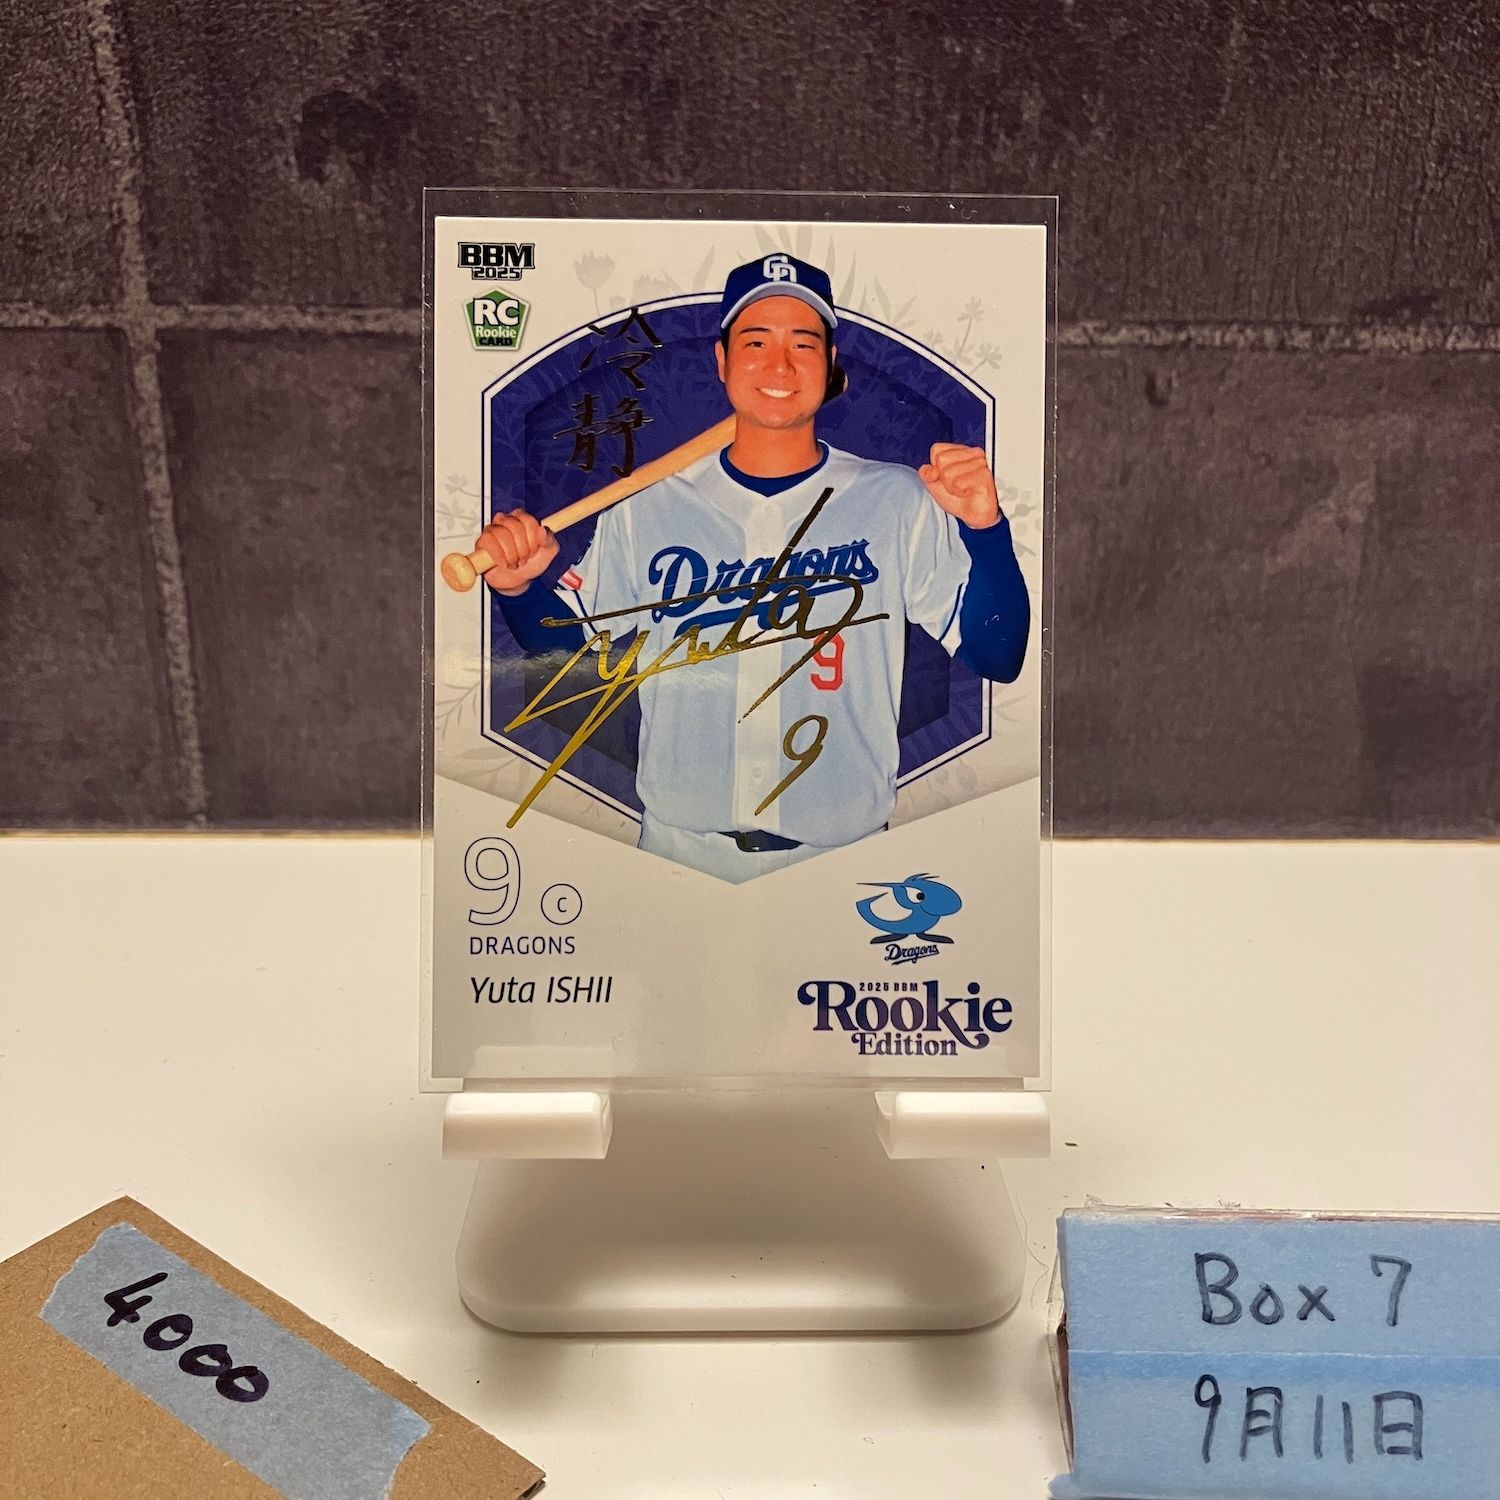 BBM
2025
RC
Rookie
CARD
CD
冷静
Dragons
9
Yuta
9
9 C
DRAGONS
Yuta ISHII
Dragons
2025 BBM
Rookie
Edition
4000
Box 7
9月11日